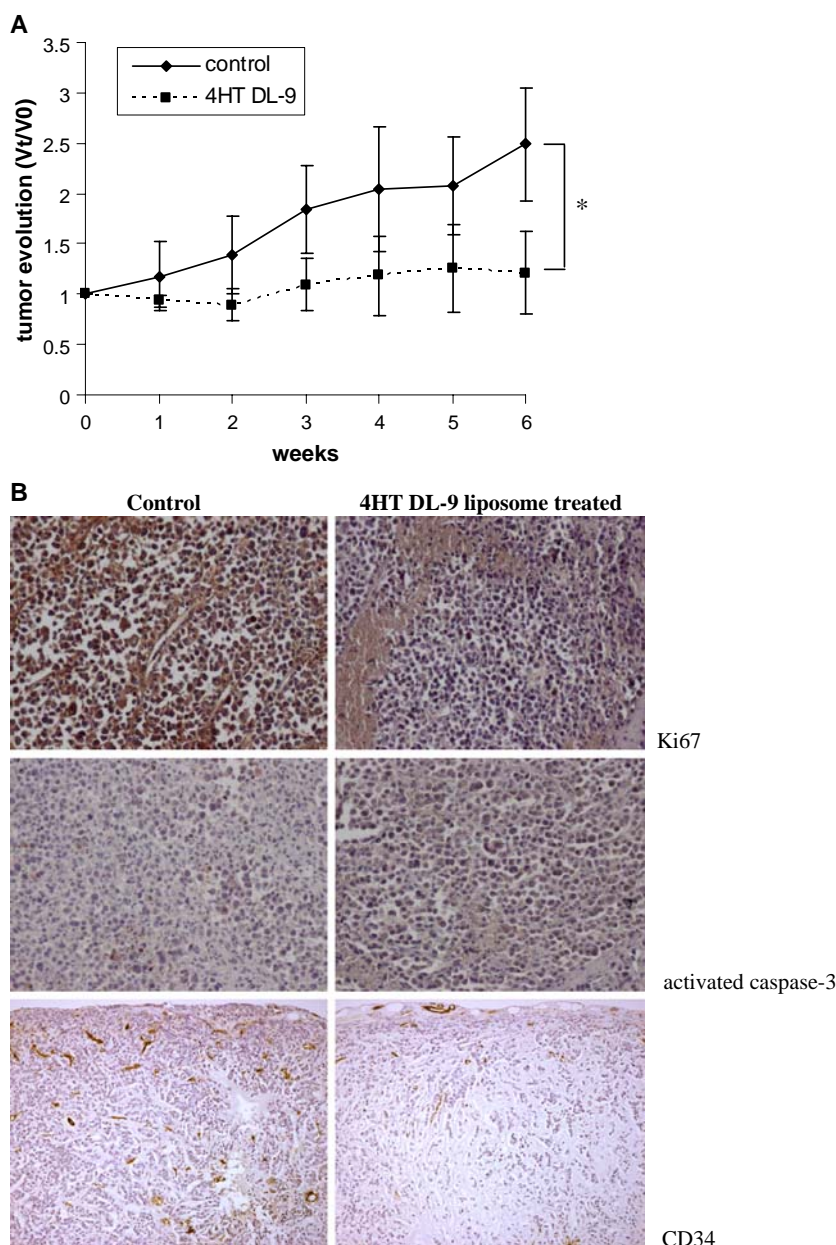 A
control
4HT DL-9
tumor evolution (Vt/V0)
3.5
3
2.5
2
1.5
1
0.5
0
0 1 2 3 4 5 6
weeks
*
B
Control 4HT DL-9 liposome treated
Ki67
activated caspase-3
CD34